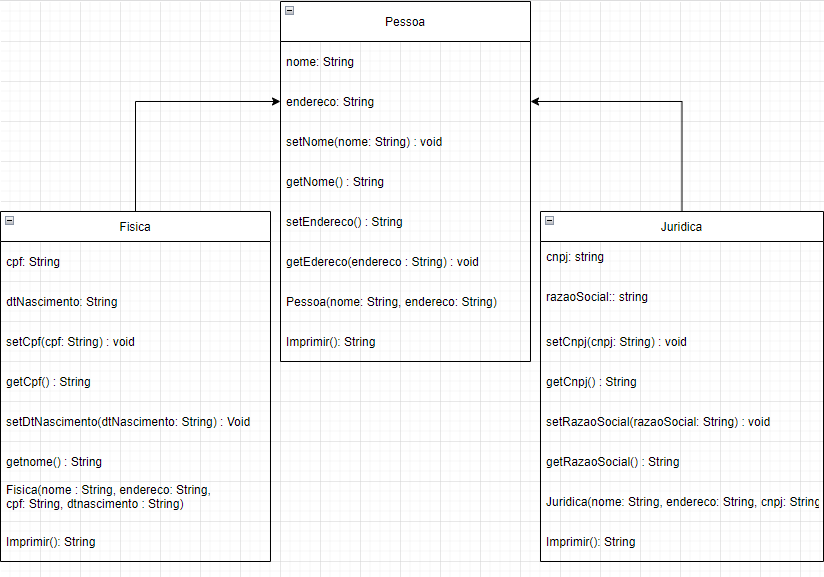 Pessoa
nome: String
endereco: String
setNome(nome: String) : void
getNome() : String
setEndereco() : String
getEdereco(endereco : String) : void
Pessoa(nome: String, endereco: String)
Imprimir(): String
Fisica
cpf: String
dtNascimento: String
setCpf(cpf: String) : void
getCpf() : String
setDtNascimento(dtNascimento: String) : Void
getnome() : String
Fisica(nome : String, endereco: String,
cpf: String, dtnascimento : String)
Imprimir(): String
Juridica
cnpj: string
razaoSocial:: string
setCnpj(cnpj: String) : void
getCnpj() : String
setRazaoSocial(razaoSocial: String) : void
getRazaoSocial() : String
Juridica(nome: String, endereco: String, cnpj: String
Imprimir(): String